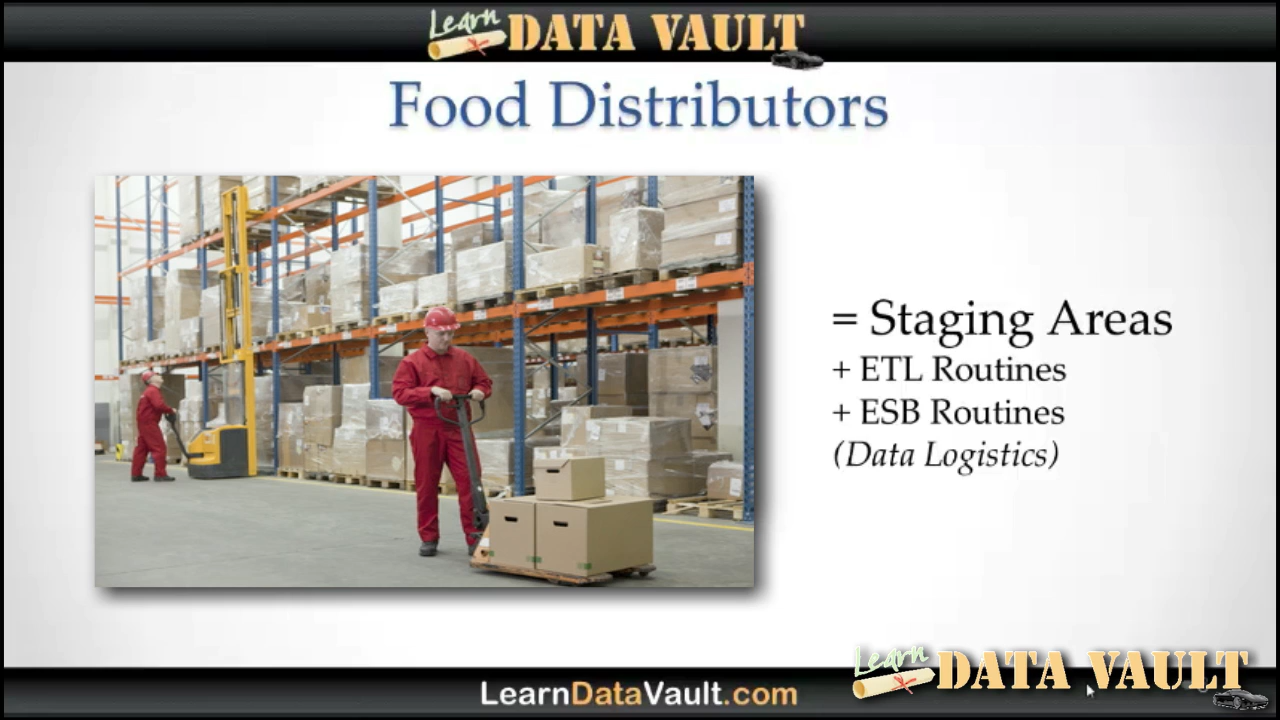 Learn DATA VAULT
Food Distributors
= Staging Areas
+ ETL Routines
+ ESB Routines
(Data Logistics)
Learn DATA VAULT
LearnDataVault.com